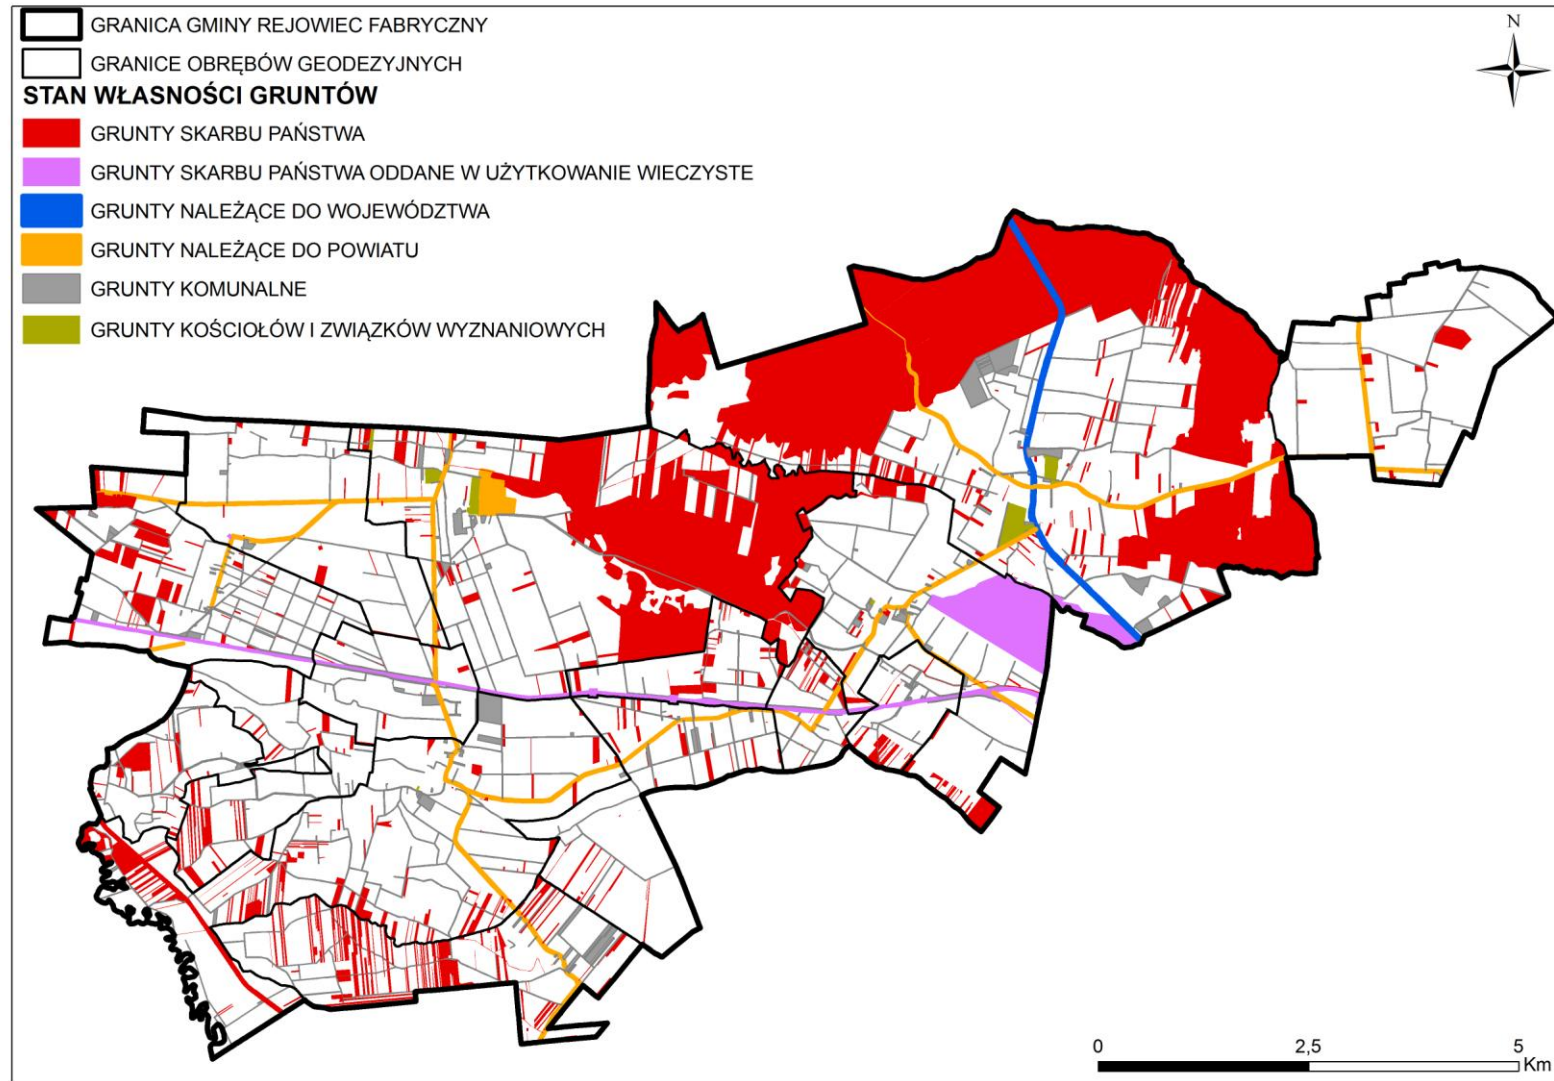 GRANICA GMINY REJOWIEC FABRYCZNY
GRANICE OBRĘBÓW GEODEZYJNYCH
STAN WŁASNOŚCI GRUNTÓW
GRUNTY SKARBU PAŃSTWA
GRUNTY SKARBU PAŃSTWA ODDANE W UŻYTKOWANIE WIECZYSTE
GRUNTY NALEŻĄCE DO WOJEWÓDZTWA
GRUNTY NALEŻĄCE DO POWIATU
GRUNTY KOMUNALNE
GRUNTY KOŚCIOŁÓW I ZWIĄZKÓW WYZNANIOWYCH
N
0 2,5 5
Km